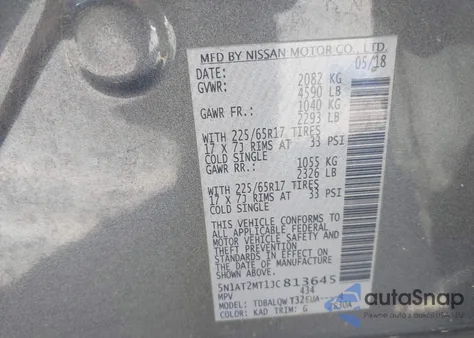 MFD BY NISSAN MOTOR CO., LTD.
DATE: 05/18
GVWR: 2082 KG
4590 LB
GAWR FR.: 1040 KG
2293 LB
WITH 225/65R17 TIRES
17 x 7J RIMS AT 33 PSI
COLD SINGLE
GAWR RR.: 1055 KG
2326 LB
WITH 225/65R17 TIRES
17 x 7J RIMS AT 33 PSI
COLD SINGLE
THIS VEHICLE CONFORMS TO
ALL APPLICABLE FEDERAL
MOTOR VEHICLE SAFETY AND
THEFT PREVENTION
STANDARDS IN EFFECT ON THE
DATE OF MANUFACTURE
SHOWN ABOVE.
5N1AT2MT1JC813645
MPV 434
MODEL:
COLOR: KAD TRIM: G
autoSnap